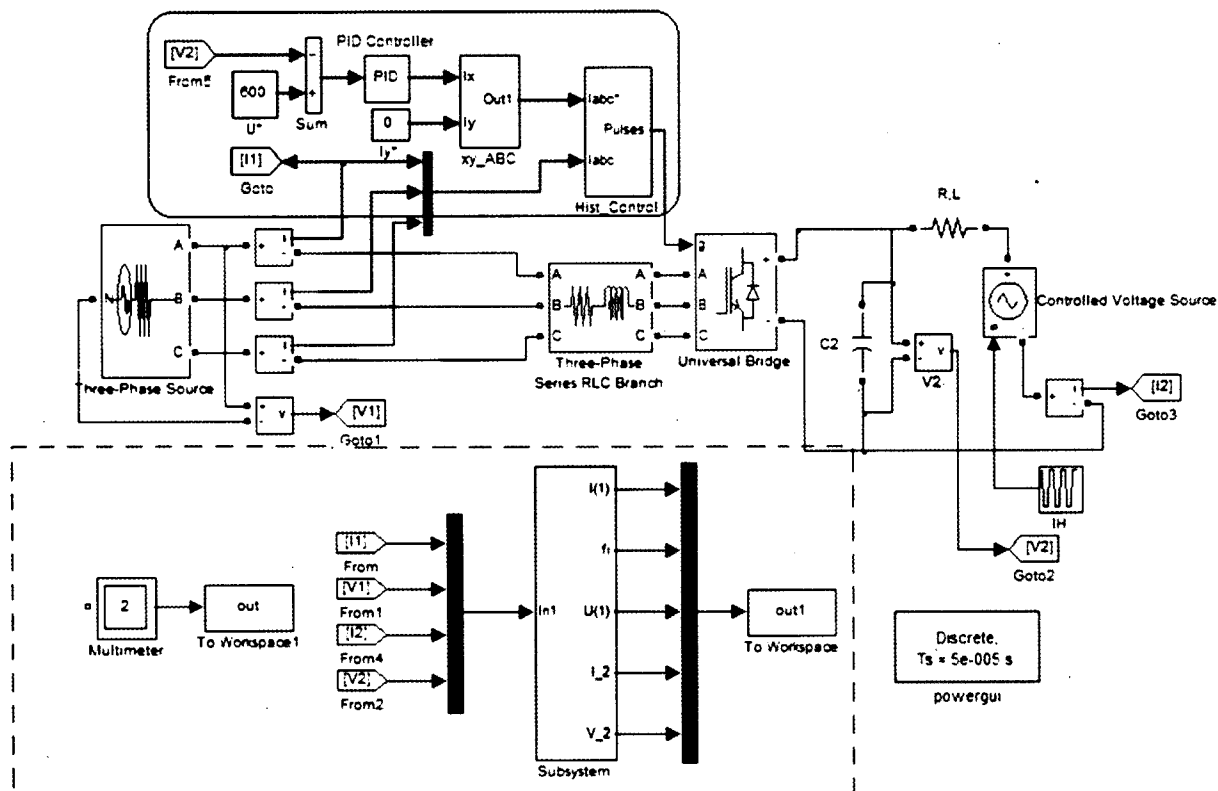 PID Controller
[V2]
-
PID
Ix
From5
600
+
Out1
Iabc*
U*
Sum
0
Iy
Pulses
Iy*
xy_ABC
[I1]
Iabc
Goto
Hist_Control
R,L
A
+
i
-
g
+
A
A
A
N
B
+
i
-
B
B
B
Controlled Voltage Source
C
+
i
-
C
C
C
-
C2
+
-
v
V2
Three-Phase Source
Three-Phase
Series RLC Branch
Universal Bridge
+
-
i
[I2]
Goto3
+
-
v
[V1]
Goto1
I(1)
IH
[I1]
From
fi
[V2]
Goto2
2
out
[V1]
From1
In1
U(1)
out1
Multimeter
To Workspace1
[I2]
From4
To Workspace
Discrete,
Ts = 5e-005 s
[V2]
From2
I_2
powergui
V_2
Subsystem